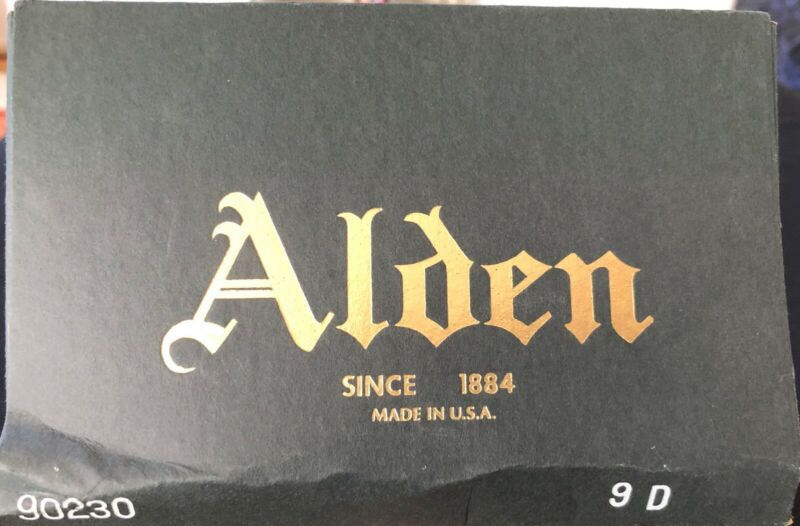 Alden
SINCE 1884
MADE IN U.S.A.
90230 9 D